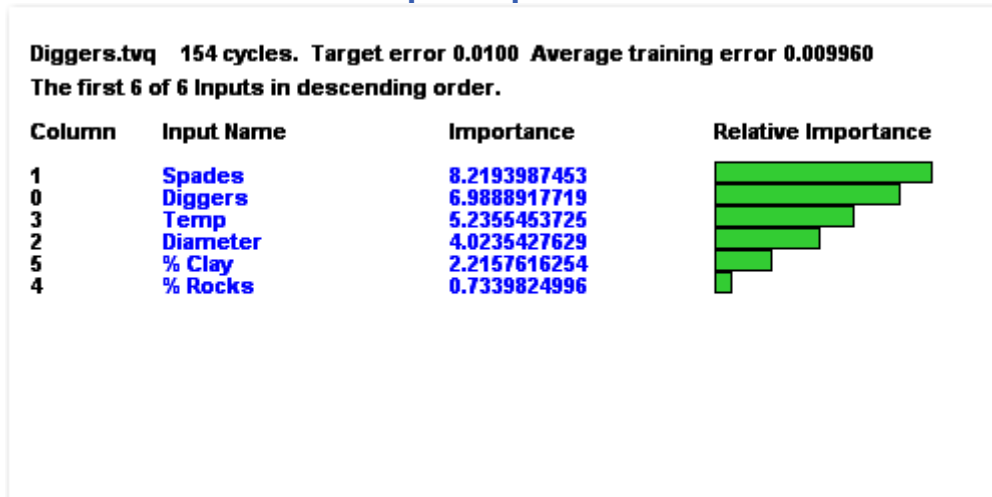 Diggers.tvq 154 cycles. Target error 0.0100 Average training error 0.009960
The first 6 of 6 Inputs in descending order.
Column Input Name Importance Relative Importance
1 Spades 8.2193987453
0 Diggers 6.9888917719
3 Temp 5.2355453725
2 Diameter 4.0235427629
5 % Clay 2.2157616254
4 % Rocks 0.7339824996